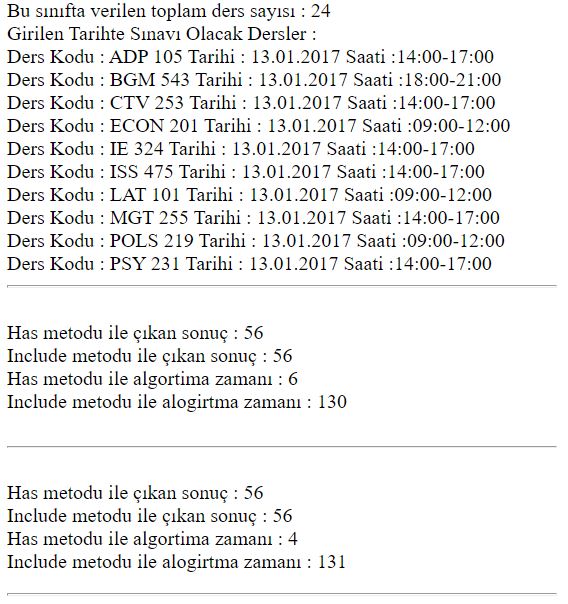 Bu sınıfta verilen toplam ders sayısı : 24
Girilen Tarihte Sınavı Olacak Dersler :
Ders Kodu : ADP 105 Tarihi : 13.01.2017 Saati :14:00-17:00
Ders Kodu : BGM 543 Tarihi : 13.01.2017 Saati :18:00-21:00
Ders Kodu : CTV 253 Tarihi : 13.01.2017 Saati :14:00-17:00
Ders Kodu : ECON 201 Tarihi : 13.01.2017 Saati :09:00-12:00
Ders Kodu : IE 324 Tarihi : 13.01.2017 Saati :14:00-17:00
Ders Kodu : ISS 475 Tarihi : 13.01.2017 Saati :14:00-17:00
Ders Kodu : LAT 101 Tarihi : 13.01.2017 Saati :09:00-12:00
Ders Kodu : MGT 255 Tarihi : 13.01.2017 Saati :14:00-17:00
Ders Kodu : POLS 219 Tarihi : 13.01.2017 Saati :09:00-12:00
Ders Kodu : PSY 231 Tarihi : 13.01.2017 Saati :14:00-17:00
Has metodu ile çıkan sonuç : 56
Include metodu ile çıkan sonuç : 56
Has metodu ile algortima zamanı : 6
Include metodu ile alogirtma zamanı : 130
Has metodu ile çıkan sonuç : 56
Include metodu ile çıkan sonuç : 56
Has metodu ile algortima zamanı : 4
Include metodu ile alogirtma zamanı : 131